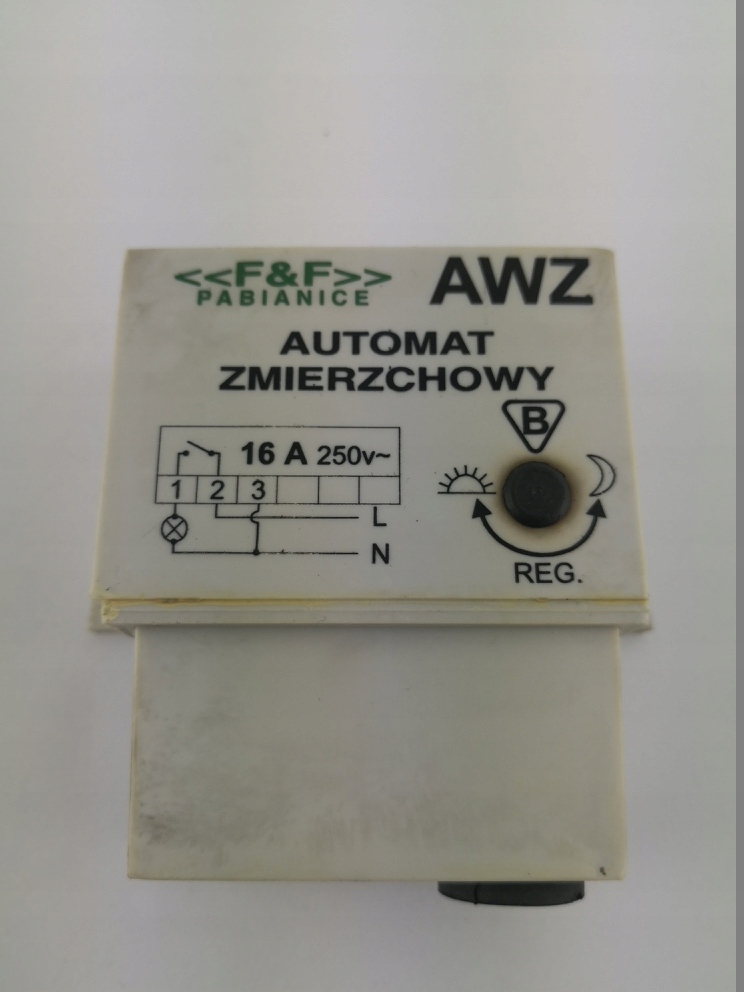 <<F&F>>
PABIANICE
AWZ
AUTOMAT
ZMIERZCHOWY
B
16 A 250v~
1 2 3
L
N
REG.